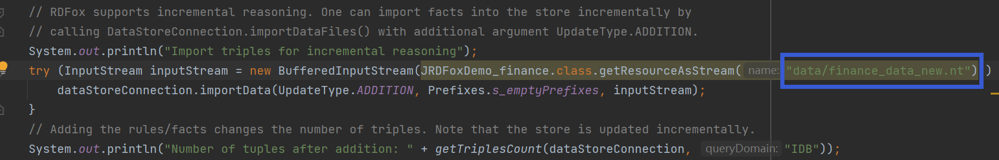 // RDFox supports incremental reasoning. One can import facts into the store incrementally by
// calling DataStoreConnection.importDataFiles() with additional argument UpdateType.ADDITION.
System.out.println("Import triples for incremental reasoning");
try (InputStream inputStream = new BufferedInputStream(JRDFoxDemo_finance.class.getResourceAsStream( name: "data/finance_data_new.nt") )
dataStoreConnection.importData(UpdateType.ADDITION, Prefixes.s_emptyPrefixes, inputStream);
}
// Adding the rules/facts changes the number of triples. Note that the store is updated incrementally.
System.out.println("Number of tuples after addition: " + getTriplesCount(dataStoreConnection, queryDomain: "IDB"));